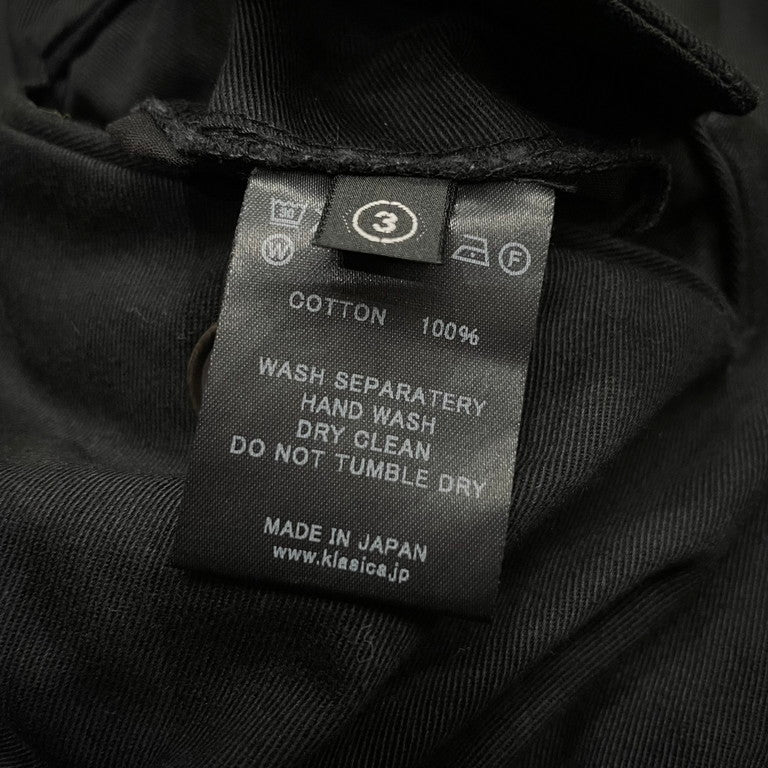 30
3
W
F
COTTON 100%
WASH SEPARATERY
HAND WASH
DRY CLEAN
DO NOT TUMBLE DRY
MADE IN JAPAN
www.klasica.jp